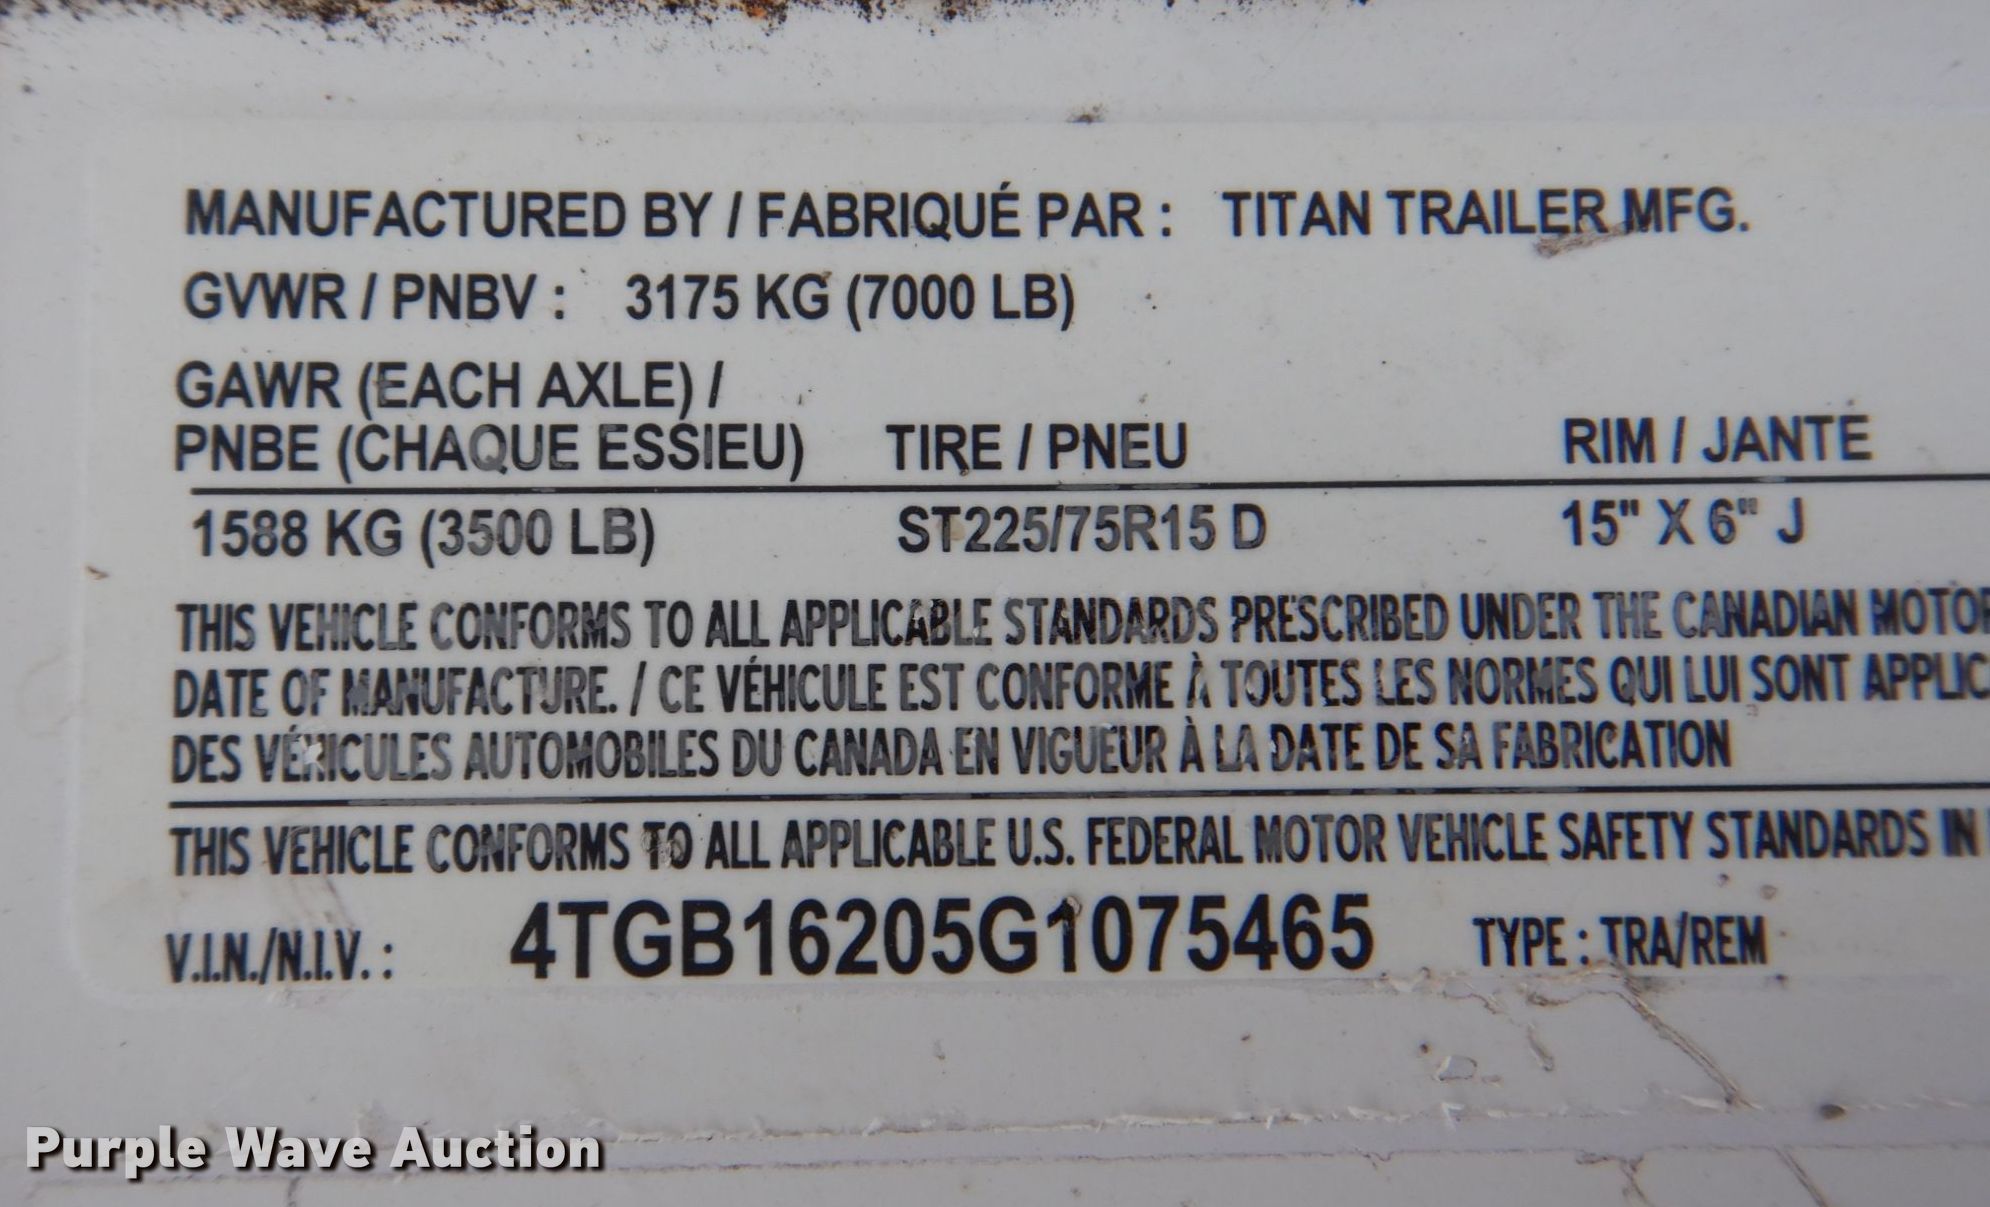 MANUFACTURED BY / FABRIQUÉ PAR : TITAN TRAILER MFG.
GVWR / PNBV : 3175 KG (7000 LB)
GAWR (EACH AXLE) /
PNBE (CHAQUE ESSIEU) TIRE / PNEU RIM / JANTE
1588 KG (3500 LB) ST225/75R15 D 15" X 6" J
THIS VEHICLE CONFORMS TO ALL APPLICABLE STANDARDS PRESCRIBED UNDER THE CANADIAN MOTOR
DATE OF MANUFACTURE. / CE VÉHICULE EST CONFORME À TOUTES LES NORMES QUI LUI SONT APPLIC
DES VÉHICULES AUTOMOBILES DU CANADA EN VIGUEUR À LA DATE DE SA FABRICATION
THIS VEHICLE CONFORMS TO ALL APPLICABLE U.S. FEDERAL MOTOR VEHICLE SAFETY STANDARDS IN
V.I.N./N.I.V. : 4TGB16205G1075465 TYPE : TRA/REM
Purple Wave Auction